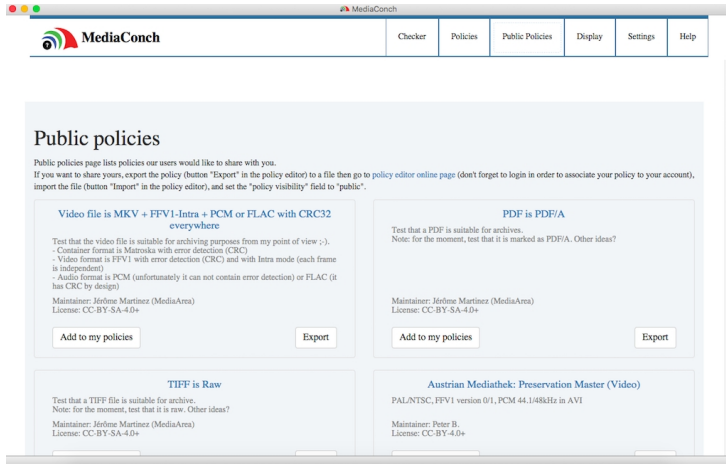 MediaConch
MediaConch
Checker
Policies
Public Policies
Display
Settings
Help
Public policies
Public policies page lists policies our users would like to share with you.
If you want to share yours, export the policy (button "Export" in the policy editor) to a file then go to policy editor online page (don't forget to login in order to associate your policy to your account),
import the file (button "Import" in the policy editor), and set the "policy visibility" field to "public".
Video file is MKV + FFV1-Intra + PCM or FLAC with CRC32
everywhere
Test that the video file is suitable for archiving purposes from my point of view ;-).
- Container format is Matroska with error detection (CRC)
- Video format is FFV1 with error detection (CRC) and with Intra mode (each frame
is independent)
- Audio format is PCM (unfortunately it can not contain error detection) or FLAC (it
has CRC by design)
Maintainer: Jérôme Martinez (MediaArea)
License: CC-BY-SA-4.0+
Add to my policies
Export
PDF is PDF/A
Test that a PDF is suitable for archives.
Note: for the moment, test that it is marked as PDF/A. Other ideas?
Maintainer: Jérôme Martinez (MediaArea)
License: CC-BY-SA-4.0+
Add to my policies
Export
TIFF is Raw
Test that a TIFF file is suitable for archive.
Note: for the moment, test that it is raw. Other ideas?
Maintainer: Jérôme Martinez (MediaArea)
License: CC-BY-SA-4.0+
Austrian Mediathek: Preservation Master (Video)
PAL/NTSC, FFV1 version 0/1, PCM 44.1/48kHz in AVI
Maintainer: Peter B.
License: CC-BY-4.0+